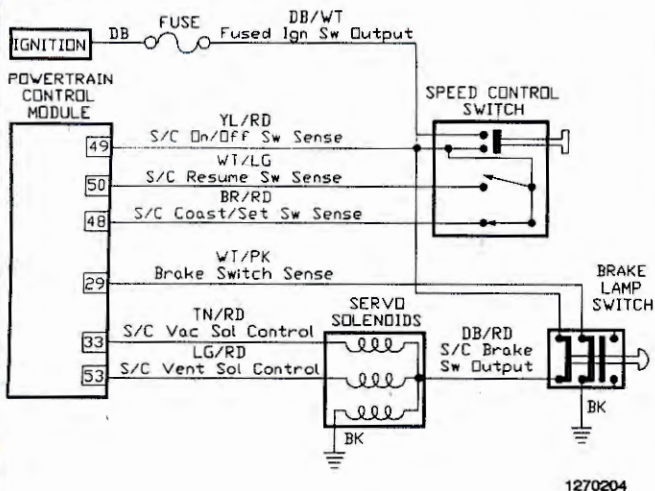 FUSE
DB/WT
IGNITION
DB
Fused Ign Sw Output
POWERTRAIN
CONTROL
MODULE
SPEED CONTROL
SWITCH
YL/RD
49
S/C On/Off Sw Sense
WT/LG
50
S/C Resume Sw Sense
BR/RD
48
S/C Coast/Set Sw Sense
WT/PK
29
Brake Switch Sense
BRAKE
LAMP
SWITCH
SERVO
SOLENOIDS
TN/RD
33
S/C Vac Sol Control
DB/RD
S/C Brake
Sw Output
LG/RD
53
S/C Vent Sol Control
BK
BK
1270204